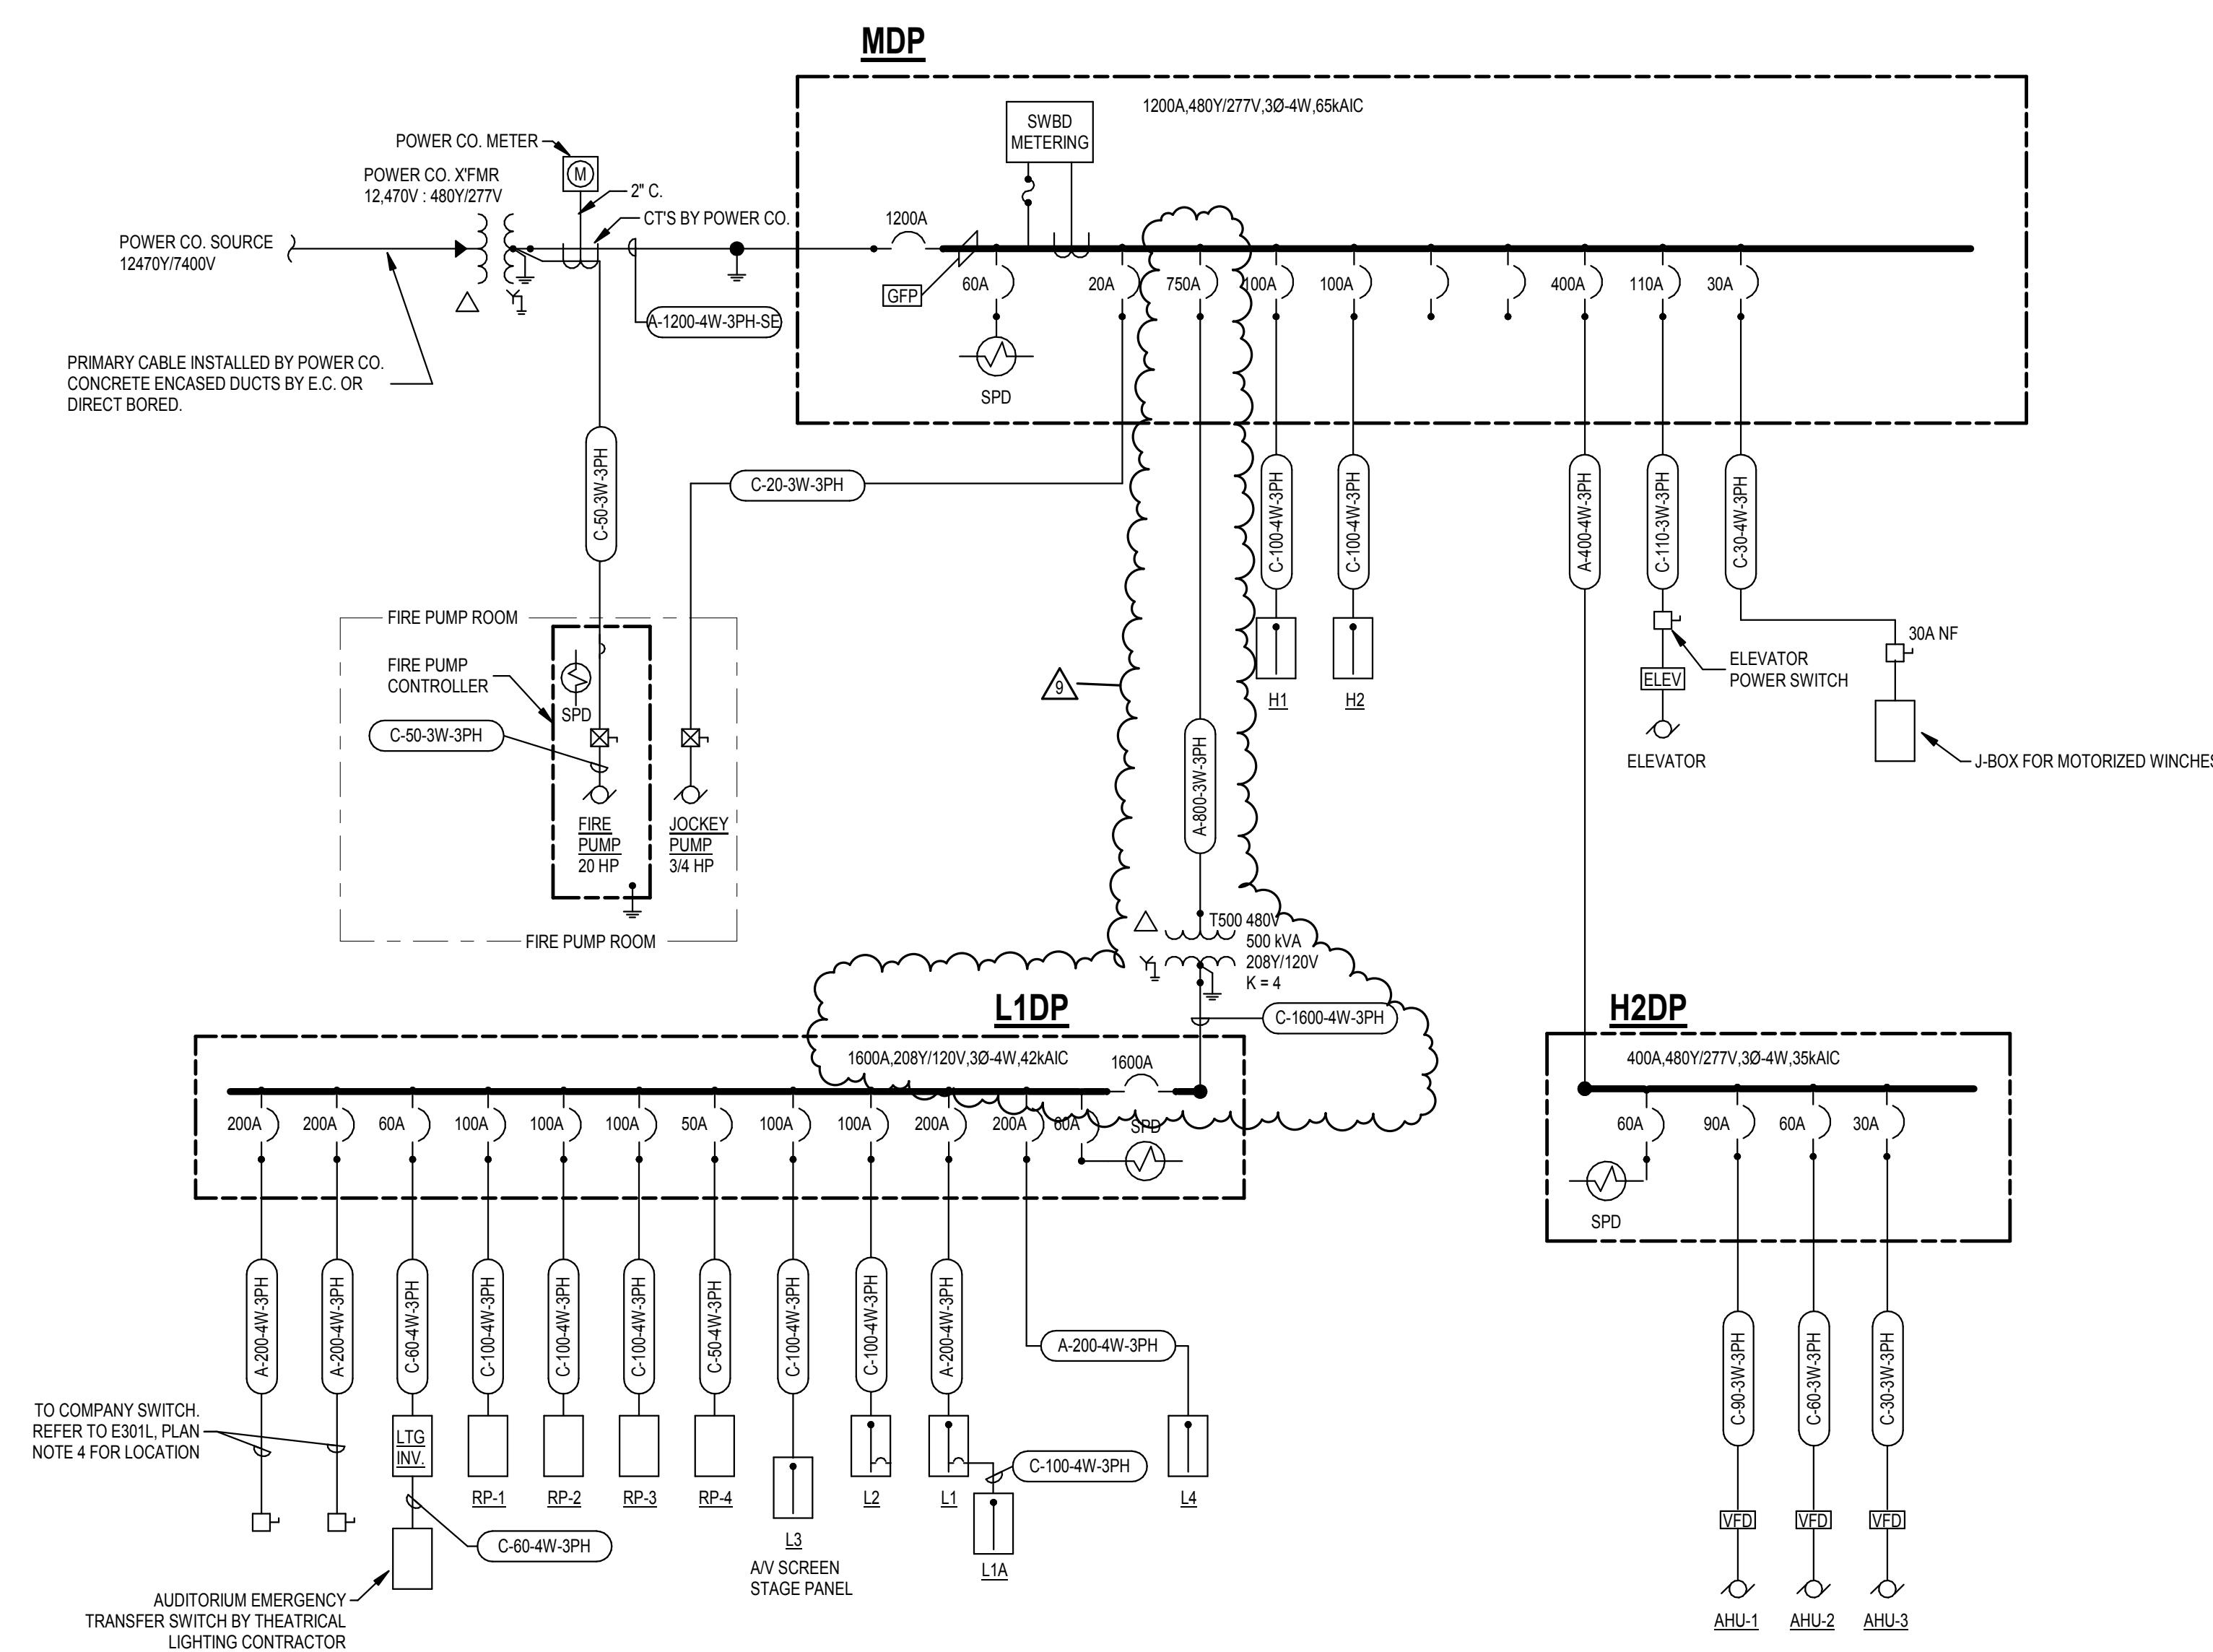 MDP
1200A,480Y/277V,3Ø-4W,65kAIC
SWBD
METERING
POWER CO. METER
M
POWER CO. X'FMR
12,470V : 480Y/277V
2" C.
CT'S BY POWER CO.
POWER CO. SOURCE
12470Y/7400V
1200A
GFP
A-1200-4W-3PH-SE
PRIMARY CABLE INSTALLED BY POWER CO.
CONCRETE ENCASED DUCTS BY E.C. OR
DIRECT BORED.
60A
20A
750A
100A
100A
400A
110A
30A
SPD
C-50-3W-3PH
C-20-3W-3PH
C-100-4W-3PH
C-100-4W-3PH
A-400-4W-3PH
C-110-3W-3PH
C-30-4W-3PH
FIRE PUMP ROOM
FIRE PUMP
CONTROLLER
SPD
C-50-3W-3PH
FIRE
PUMP
20 HP
JOCKEY
PUMP
3/4 HP
FIRE PUMP ROOM
9
A-800-3W-3PH
H1
H2
ELEVATOR
POWER SWITCH
ELEV
ELEVATOR
30A NF
J-BOX FOR MOTORIZED WINCHES
T500 480V
500 kVA
208Y/120V
K = 4
C-1600-4W-3PH
L1DP
1600A,208Y/120V,3Ø-4W,42kAIC
1600A
200A
200A
60A
100A
100A
100A
50A
100A
100A
200A
200A
60A
SPD
H2DP
400A,480Y/277V,3Ø-4W,35kAIC
60A
90A
60A
30A
SPD
A-200-4W-3PH
A-200-4W-3PH
C-60-4W-3PH
C-100-4W-3PH
C-100-4W-3PH
C-100-4W-3PH
C-50-4W-3PH
C-100-4W-3PH
C-100-4W-3PH
A-200-4W-3PH
A-200-4W-3PH
C-90-3W-3PH
C-60-3W-3PH
C-30-3W-3PH
TO COMPANY SWITCH.
REFER TO E301L, PLAN
NOTE 4 FOR LOCATION
LTG
INV.
RP-1
RP-2
RP-3
RP-4
L3
A/V SCREEN
STAGE PANEL
L2
L1
C-100-4W-3PH
L1A
L4
C-60-4W-3PH
AUDITORIUM EMERGENCY
TRANSFER SWITCH BY THEATRICAL
LIGHTING CONTRACTOR
VFD
VFD
VFD
AHU-1
AHU-2
AHU-3